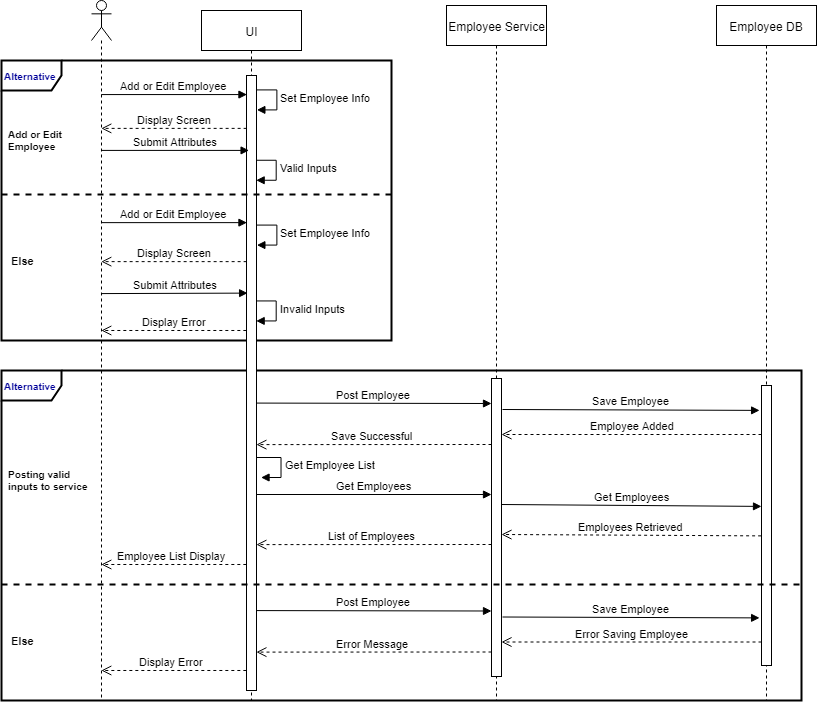 UI
Employee Service
Employee DB
Alternative
Add or Edit Employee
Set Employee Info
Display Screen
Add or Edit
Employee
Submit Attributes
Valid Inputs
Add or Edit Employee
Set Employee Info
Display Screen
Else
Submit Attributes
Invalid Inputs
Display Error
Alternative
Post Employee
Save Employee
Employee Added
Save Successful
Get Employee List
Posting valid
inputs to service
Get Employees
Get Employees
Employees Retrieved
List of Employees
Employee List Display
Post Employee
Save Employee
Error Saving Employee
Else
Error Message
Display Error